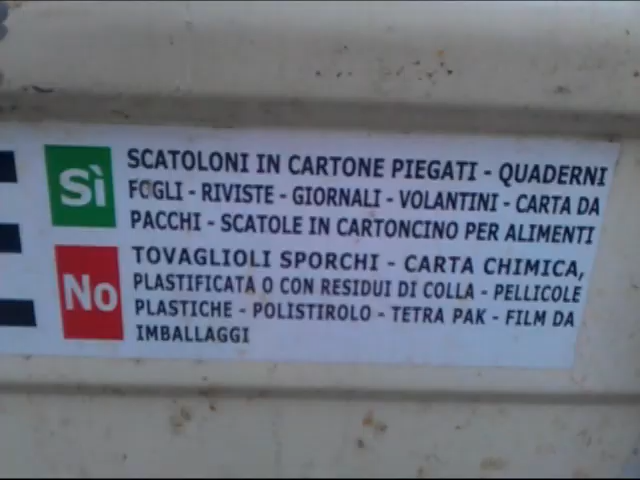 Sì
SCATOLONI IN CARTONE PIEGATI - QUADERNI
FOGLI - RIVISTE - GIORNALI - VOLANTINI - CARTA DA
PACCHI - SCATOLE IN CARTONCINO PER ALIMENTI
No
TOVAGLIOLI SPORCHI - CARTA CHIMICA,
PLASTIFICATA O CON RESIDUI DI COLLA - PELLICOLE
PLASTICHE - POLISTIROLO - TETRA PAK - FILM DA
IMBALLAGGI